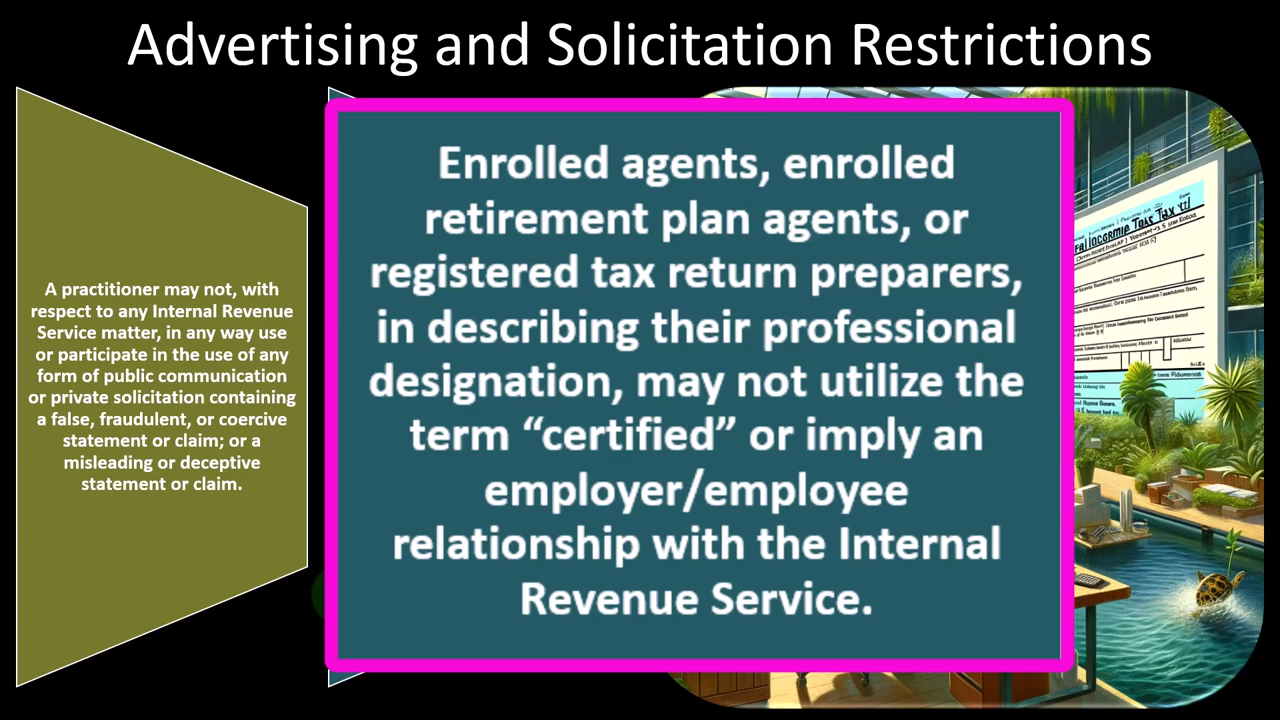 Advertising and Solicitation Restrictions
A practitioner may not, with
respect to any Internal Revenue
Service matter, in any way use
or participate in the use of any
form of public communication
or private solicitation containing
a false, fraudulent, or coercive
statement or claim; or a
misleading or deceptive
statement or claim.
Enrolled agents, enrolled
retirement plan agents, or
registered tax return preparers,
in describing their professional
designation, may not utilize the
term “certified” or imply an
employer/employee
relationship with the Internal
Revenue Service.